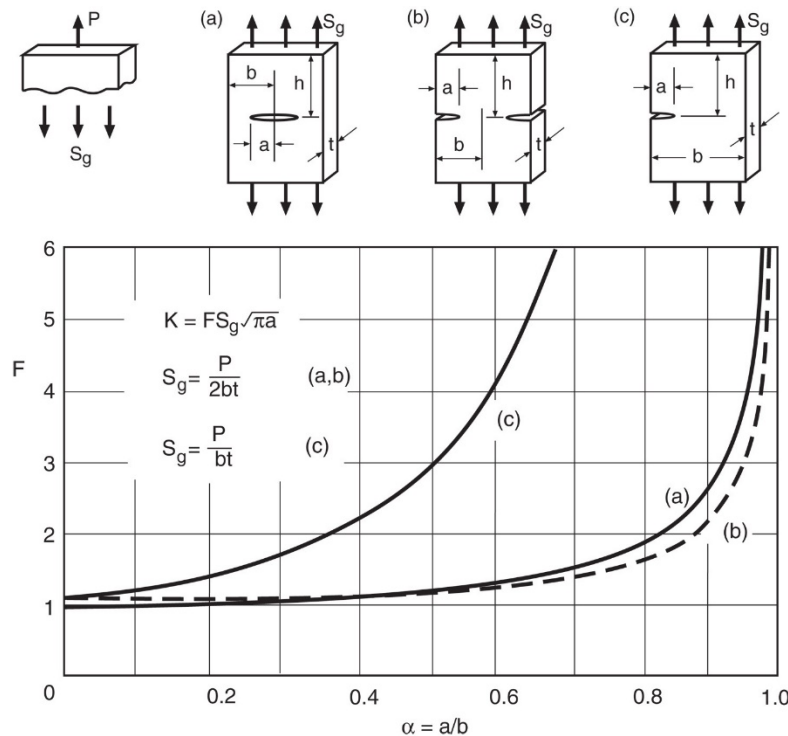 P
S_g
(a)
S_g
b
h
a
t
(b)
S_g
a
h
b
t
(c)
S_g
a
h
t
b
6
5
4
3
2
1
0
F
K = FS_g√πa
S_g = P/2bt (a,b)
S_g = P/bt (c)
(c)
(a)
(b)
0.2 0.4 0.6 0.8 1.0
α = a/b